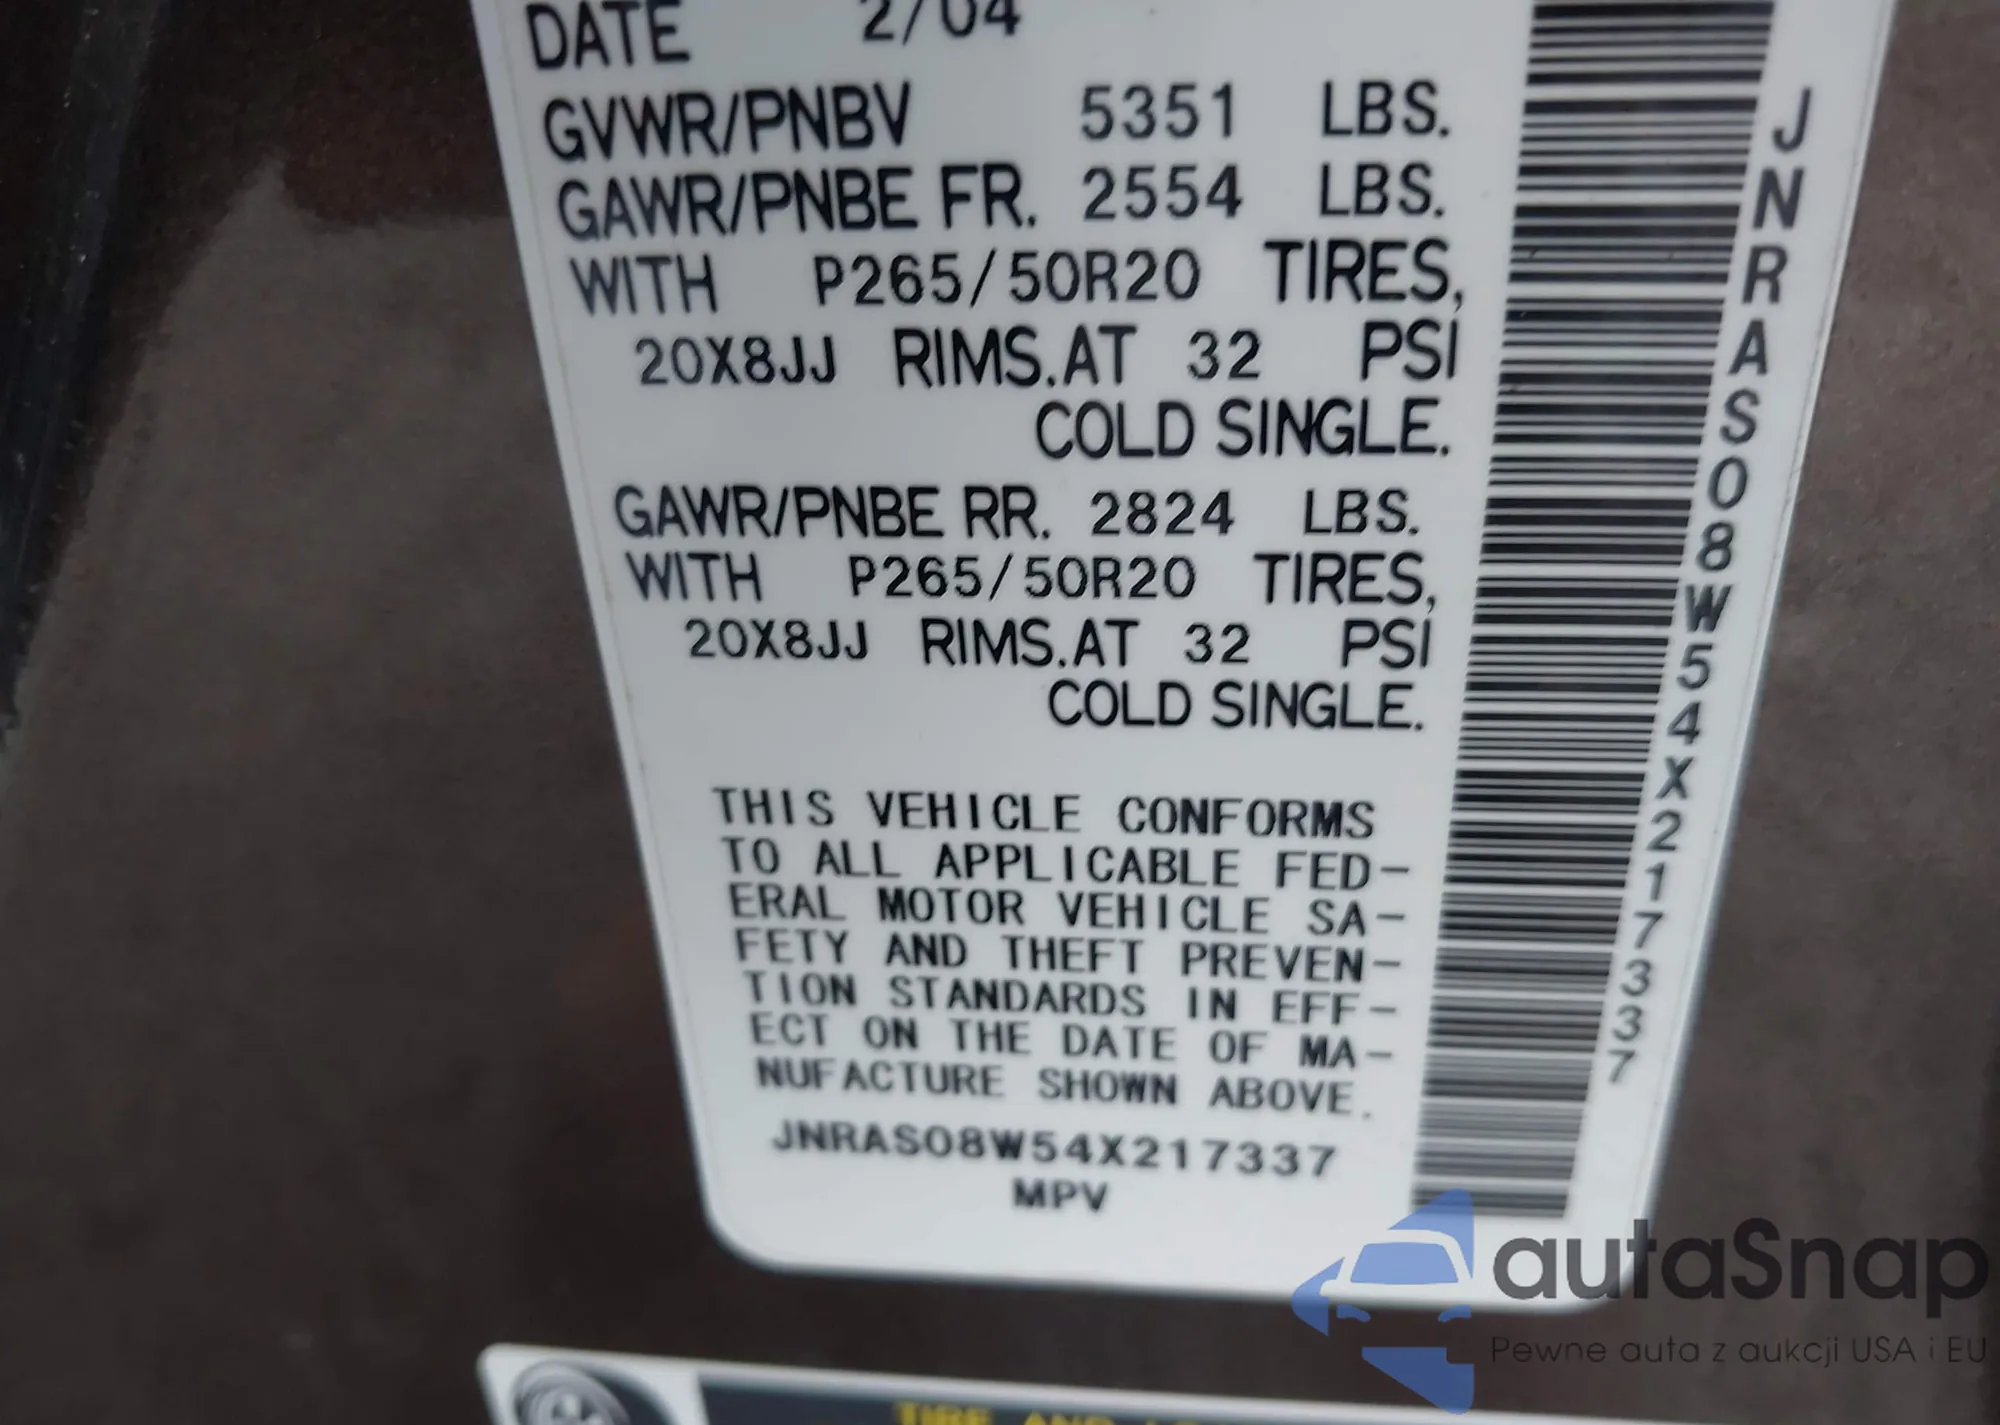 DATE 2/04
GVWR/PNBV 5351 LBS.
GAWR/PNBE FR. 2554 LBS.
WITH P265/50R20 TIRES,
20X8JJ RIMS.AT 32 PSI
COLD SINGLE.
GAWR/PNBE RR. 2824 LBS.
WITH P265/50R20 TIRES,
20X8JJ RIMS.AT 32 PSI
COLD SINGLE.
THIS VEHICLE CONFORMS
TO ALL APPLICABLE FED-
ERAL MOTOR VEHICLE SA-
FETY AND THEFT PREVEN-
TION STANDARDS IN EFF-
ECT ON THE DATE OF MA-
NUFACTURE SHOWN ABOVE.
JNRAS08W54X217337
MPV
JNRAS08W54X217337
autaSnap
Pewne auta z aukcji USA i EU
TIRE AND